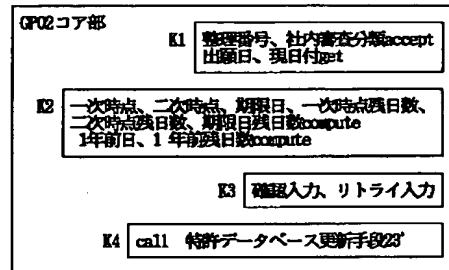 GP02コア部
K1 整理番号、社内審査分類accept
出願日、現日付get
K2 一次時点、二次時点、期限日、一次時点残日数、
二次時点残日数、期限日残日数compute
1年前日、1年前残日数compute
K3 確認入力、リトライ入力
K4 call 特許データベース更新手段23'